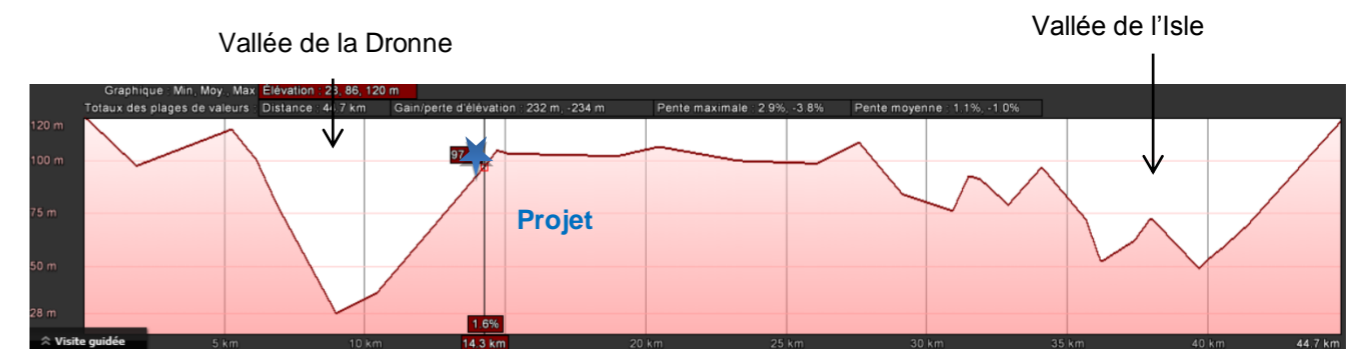 Vallée de l’Isle
Vallée de la Dronne
Graphique : Min, Moy., Max Élévation : 28, 86, 120 m
Totaux des plages de valeurs : Distance : 44.7 km Gain/perte d'élévation : 232 m, -234 m Pente maximale : 2.9%, -3.8% Pente moyenne : 1.1%, -1.0%
120 m
100 m
97
75 m
Projet
50 m
28 m
1.6%
Visite guidée 5 km 10 km 14.3 km 20 km 25 km 30 km 35 km 40 km 44.7 km